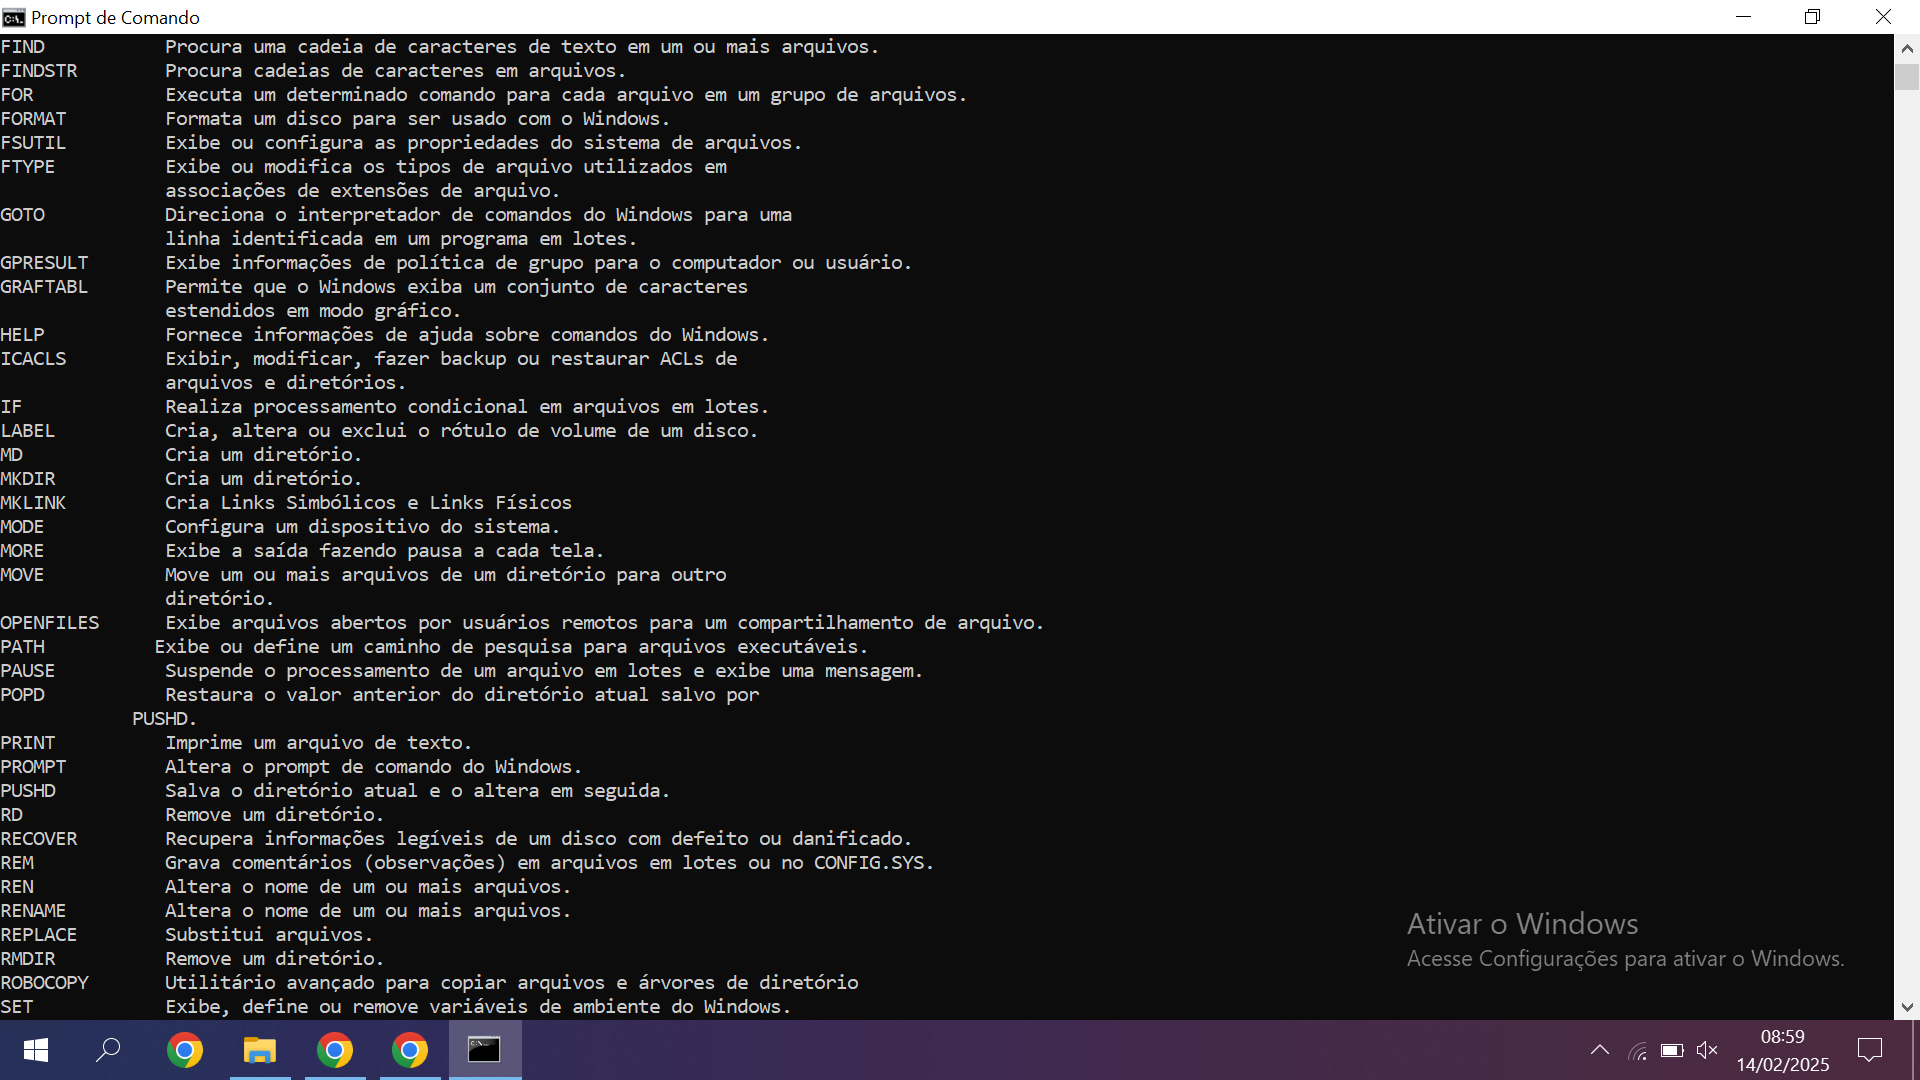 Prompt de Comando
FIND Procura uma cadeia de caracteres de texto em um ou mais arquivos.
FINDSTR Procura cadeias de caracteres em arquivos.
FOR Executa um determinado comando para cada arquivo em um grupo de arquivos.
FORMAT Formata um disco para ser usado com o Windows.
FSUTIL Exibe ou configura as propriedades do sistema de arquivos.
FTYPE Exibe ou modifica os tipos de arquivo utilizados em
associações de extensões de arquivo.
GOTO Direciona o interpretador de comandos do Windows para uma
linha identificada em um programa em lotes.
GPRESULT Exibe informações de política de grupo para o computador ou usuário.
GRAFTABL Permite que o Windows exiba um conjunto de caracteres
estendidos em modo gráfico.
HELP Fornece informações de ajuda sobre comandos do Windows.
ICACLS Exibir, modificar, fazer backup ou restaurar ACLs de
arquivos e diretórios.
IF Realiza processamento condicional em arquivos em lotes.
LABEL Cria, altera ou exclui o rótulo de volume de um disco.
MD Cria um diretório.
MKDIR Cria um diretório.
MKLINK Cria Links Simbólicos e Links Físicos
MODE Configura um dispositivo do sistema.
MORE Exibe a saída fazendo pausa a cada tela.
MOVE Move um ou mais arquivos de um diretório para outro
diretório.
OPENFILES Exibe arquivos abertos por usuários remotos para um compartilhamento de arquivo.
PATH Exibe ou define um caminho de pesquisa para arquivos executáveis.
PAUSE Suspende o processamento de um arquivo em lotes e exibe uma mensagem.
POPD Restaura o valor anterior do diretório atual salvo por
PUSHD.
PRINT Imprime um arquivo de texto.
PROMPT Altera o prompt de comando do Windows.
PUSHD Salva o diretório atual e o altera em seguida.
RD Remove um diretório.
RECOVER Recupera informações legíveis de um disco com defeito ou danificado.
REM Grava comentários (observações) em arquivos em lotes ou no CONFIG.SYS.
REN Altera o nome de um ou mais arquivos.
RENAME Altera o nome de um ou mais arquivos.
REPLACE Substitui arquivos.
RMDIR Remove um diretório.
ROBOCOPY Utilitário avançado para copiar arquivos e árvores de diretório
SET Exibe, define ou remove variáveis de ambiente do Windows.
Ativar o Windows
Acesse Configurações para ativar o Windows.
08:59
14/02/2025